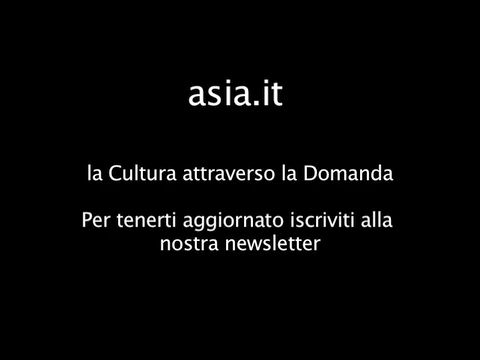 asia.it
la Cultura attraverso la Domanda
Per tenerti aggiornato iscriviti alla
nostra newsletter